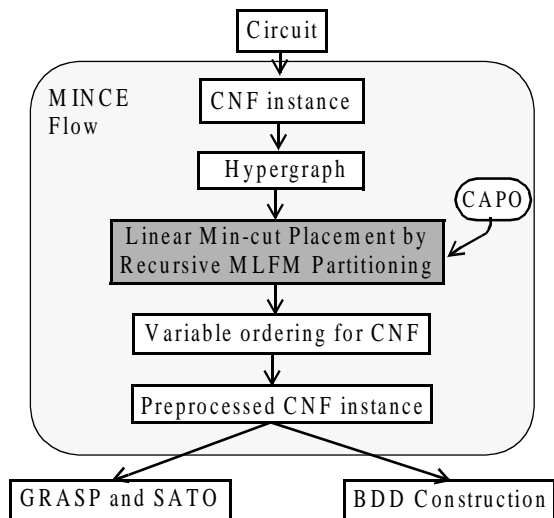 Circuit
MINCE
Flow
CNF instance
Hypergraph
CAPO
Linear Min-cut Placement by
Recursive MLFM Partitioning
Variable ordering for CNF
Preprocessed CNF instance
GRASP and SATO
BDD Construction